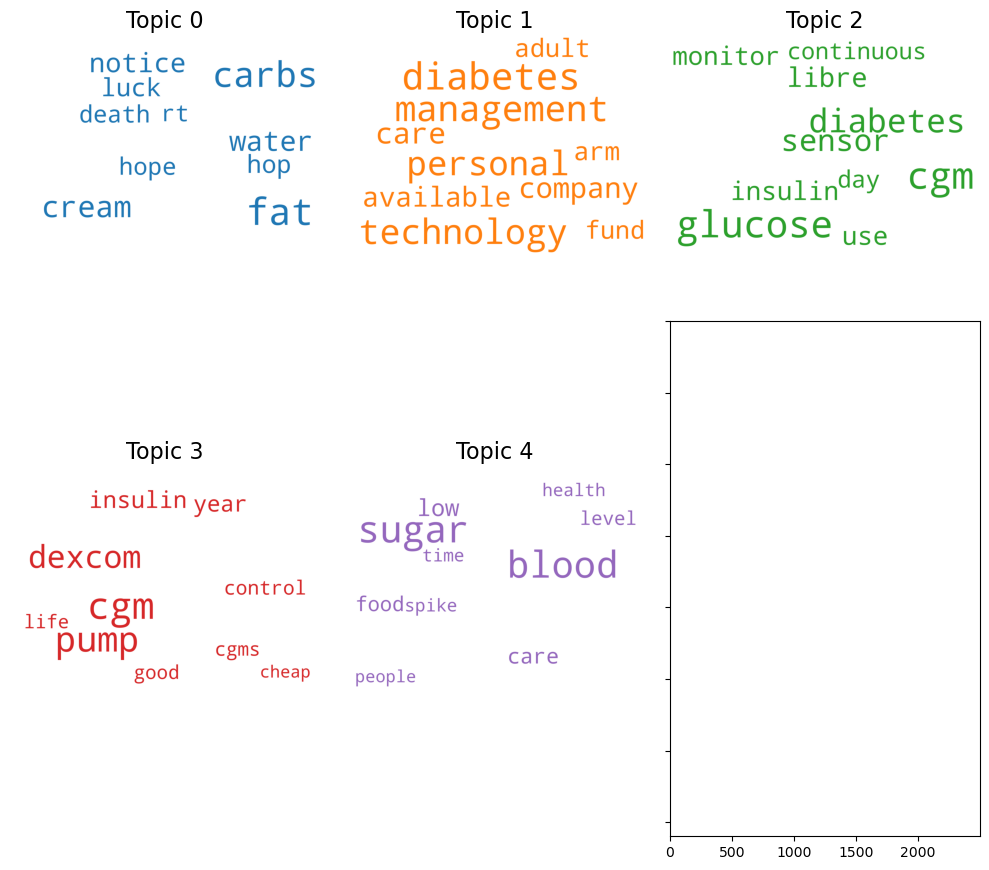 Topic 0
notice
carbs
luck
death rt
water
hope
hop
cream
fat
Topic 1
adult
diabetes
management
care
arm
personal
available
company
technology
fund
Topic 2
monitor
continuous
libre
diabetes
sensor
day
cgm
insulin
glucose
use
Topic 3
insulin year
dexcom
control
cgm
life
pump
cgms
good
cheap
Topic 4
health
low
level
sugar
time
blood
food spike
care
people
0 500 1000 1500 2000